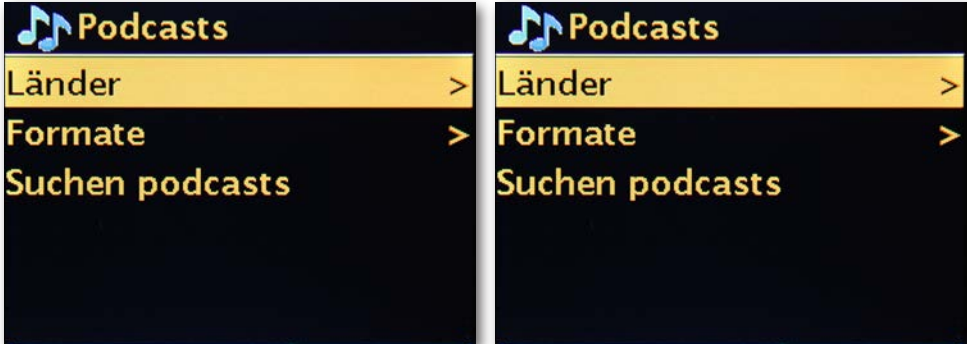 Podcasts
Länder >
Formate >
Suchen podcasts
Podcasts
Länder >
Formate >
Suchen podcasts